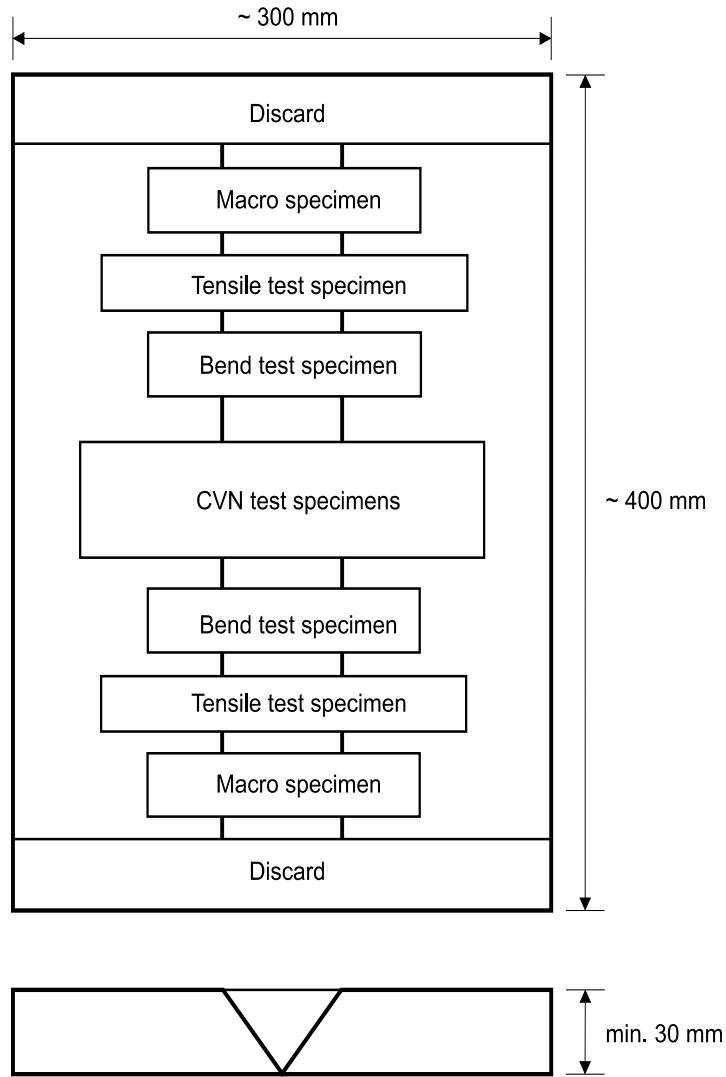 ~ 300 mm
Discard
Macro specimen
Tensile test specimen
Bend test specimen
CVN test specimens
~ 400 mm
Bend test specimen
Tensile test specimen
Macro specimen
Discard
min. 30 mm